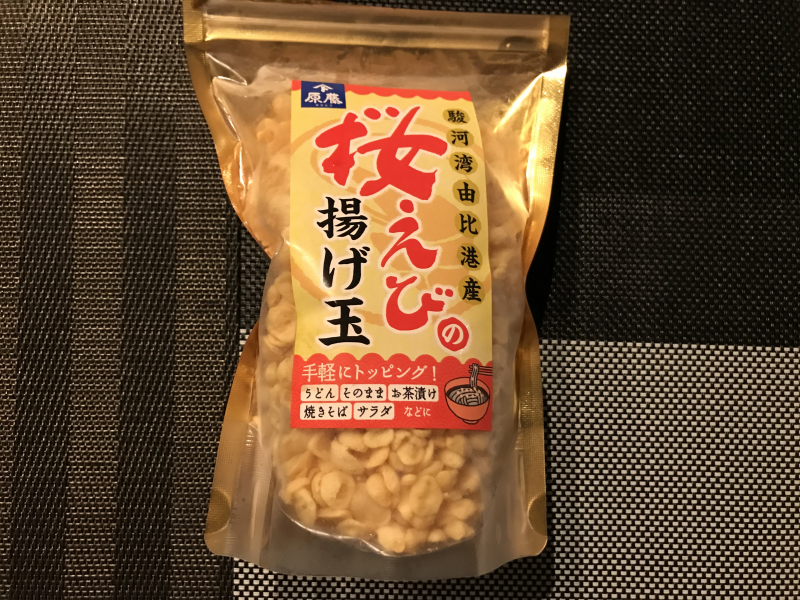 原藤
駿河湾由比港産
桜えびの
揚げ玉
手軽にトッピング！
うどん そのまま お茶漬け
焼きそば サラダ などに